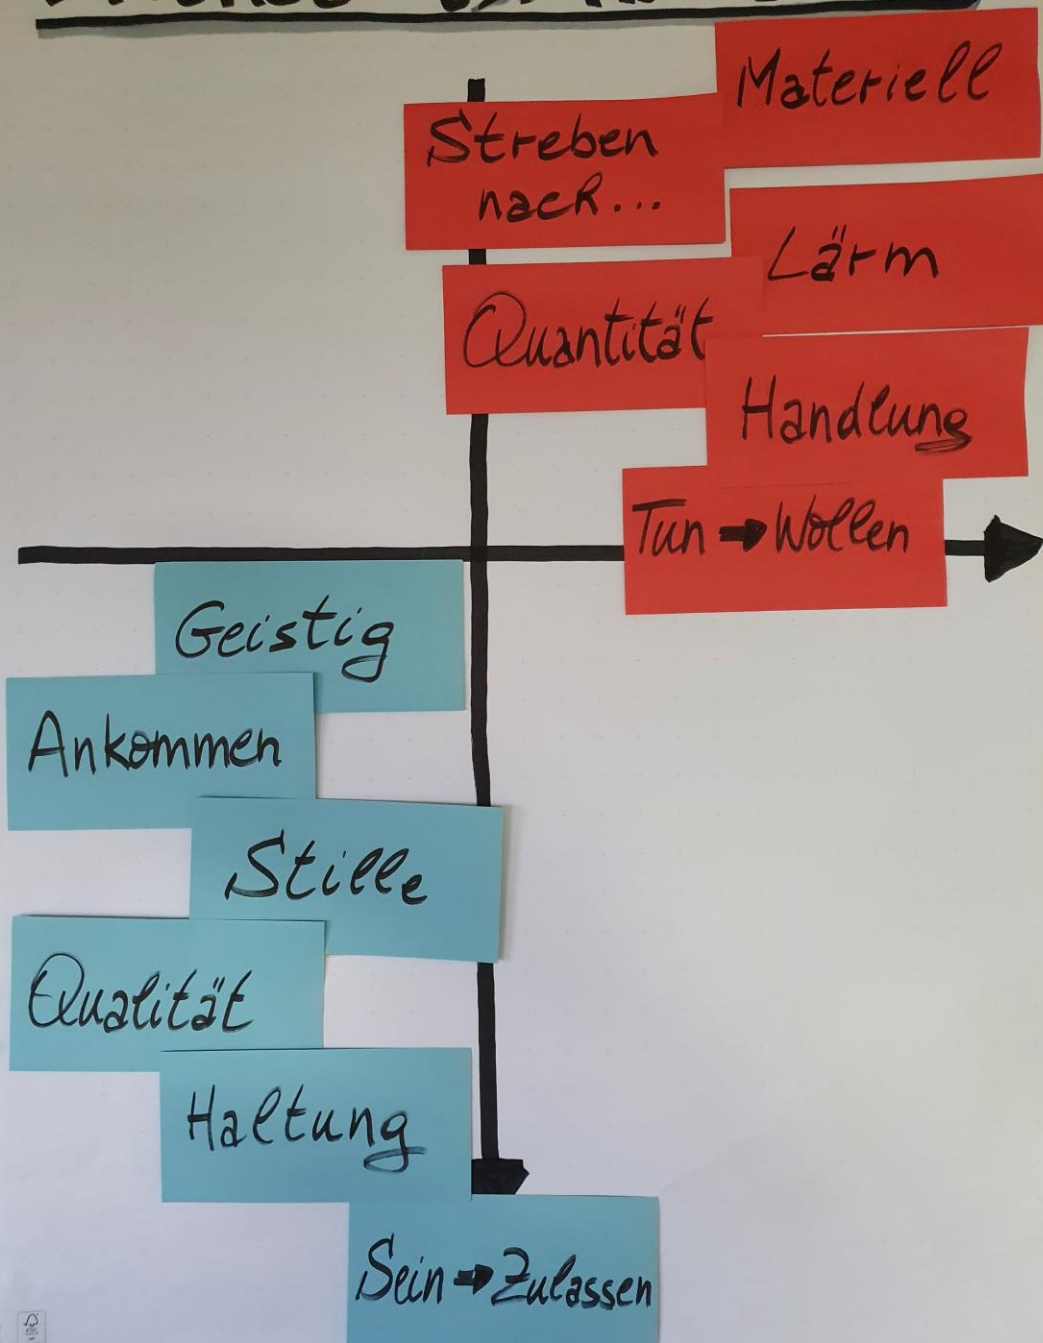 Materiell
Streben
nach...
Lärm
Quantität
Handlung
Tun → Wollen
Geistig
Ankommen
Stille
Qualität
Haltung
Sein → Zulassen